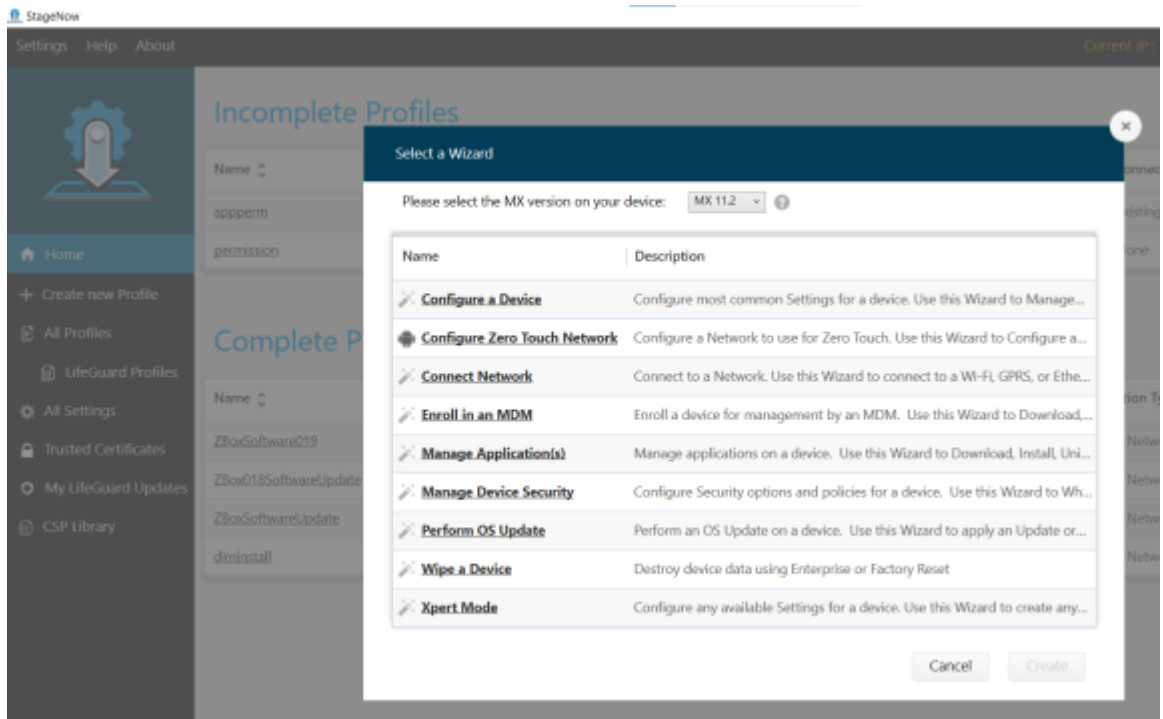 StageNow
Settings Help About
Current IP :
Incomplete Profiles
Name
appperm
permission
Home
Create new Profile
All Profiles
LifeGuard Profiles
All Settings
Trusted Certificates
My LifeGuard Updates
CSP Library
Complete P
Name
ZBoxSoftware019
ZBox018SoftwareUpdate
ZBoxSoftwareUpdate
diminstall
Select a Wizard
Please select the MX version on your device: MX 11.2
Name Description
Configure a Device Configure most common Settings for a device. Use this Wizard to Manage...
Configure Zero Touch Network Configure a Network to use for Zero Touch. Use this Wizard to Configure a...
Connect Network Connect to a Network. Use this Wizard to connect to a Wi-Fi, GPRS, or Ethe...
Enroll in an MDM Enroll a device for management by an MDM. Use this Wizard to Download,...
Manage Application(s) Manage applications on a device. Use this Wizard to Download, Install, Uni...
Manage Device Security Configure Security options and policies for a device. Use this Wizard to Wh...
Perform OS Update Perform an OS Update on a device. Use this Wizard to apply an Update or...
Wipe a Device Destroy device data using Enterprise or Factory Reset
Xpert Mode Configure any available Settings for a device. Use this Wizard to create any...
Cancel Create